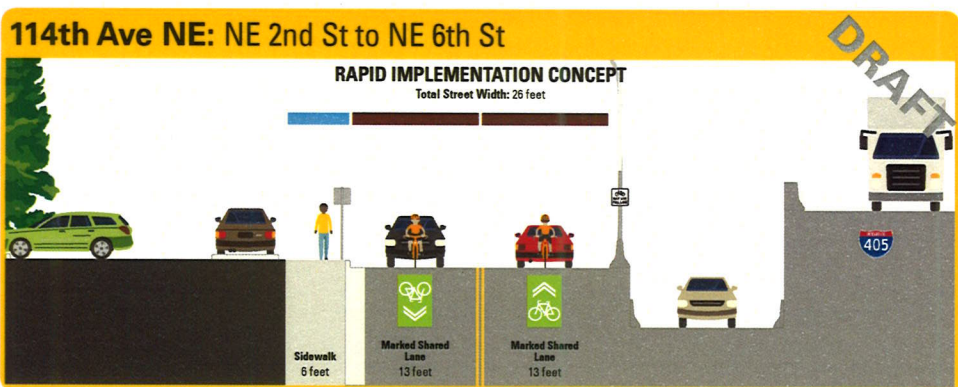 114th Ave NE: NE 2nd St to NE 6th St
DRAFT
RAPID IMPLEMENTATION CONCEPT
Total Street Width: 26 feet
405
Sidewalk
6 feet
Marked Shared
Lane
13 feet
Marked Shared
Lane
13 feet